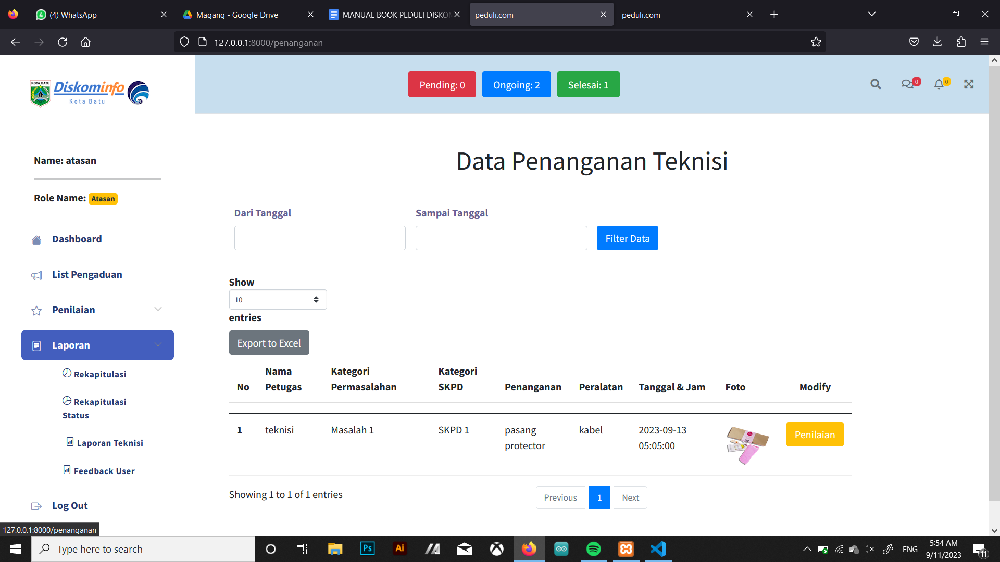 (4) WhatsApp
Magang - Google Drive
MANUAL BOOK PEDULI DISKON
peduli.com
peduli.com
127.0.0.1:8000/penanganan
KOTA BATU
Diskominfo
Kota Batu
Pending: 0
Ongoing: 2
Selesai: 1
0
0
Name: atasan
Role Name: Atasan
Dashboard
List Pengaduan
Penilaian
Laporan
Rekapitulasi
Rekapitulasi
Status
Laporan Teknisi
Feedback User
Log Out
127.0.0.1:8000/penanganan
Data Penanganan Teknisi
Dari Tanggal
Sampai Tanggal
Filter Data
Show
10
entries
Export to Excel
No
Nama
Petugas
Kategori
Permasalahan
Kategori
SKPD
Penanganan
Peralatan
Tanggal & Jam
Foto
Modify
1
teknisi
Masalah 1
SKPD 1
pasang
protector
kabel
2023-09-13
05:05:00
Penilaian
Showing 1 to 1 of 1 entries
Previous
1
Next
Type here to search
Ps
Ai
ENG
5:54 AM
9/11/2023
11